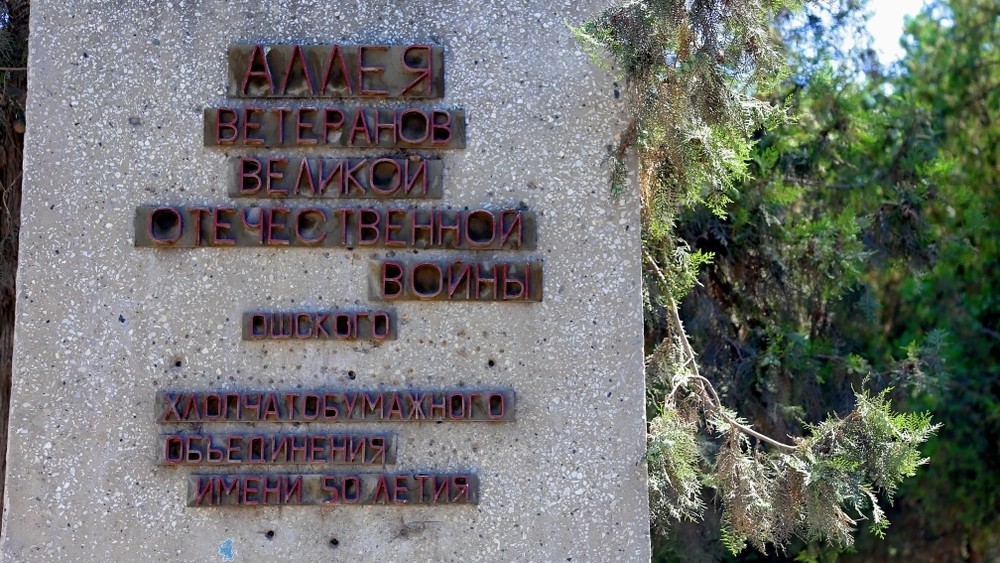 АЛЛЕЯ
ВЕТЕРАНОВ
ВЕЛИКОЙ
ОТЕЧЕСТВЕННОЙ
ВОЙНЫ
ОШСКОГО
ХЛОПЧАТОБУМАЖНОГО
ОБЪЕДИНЕНИЯ
ИМЕНИ 50 ЛЕТИЯ